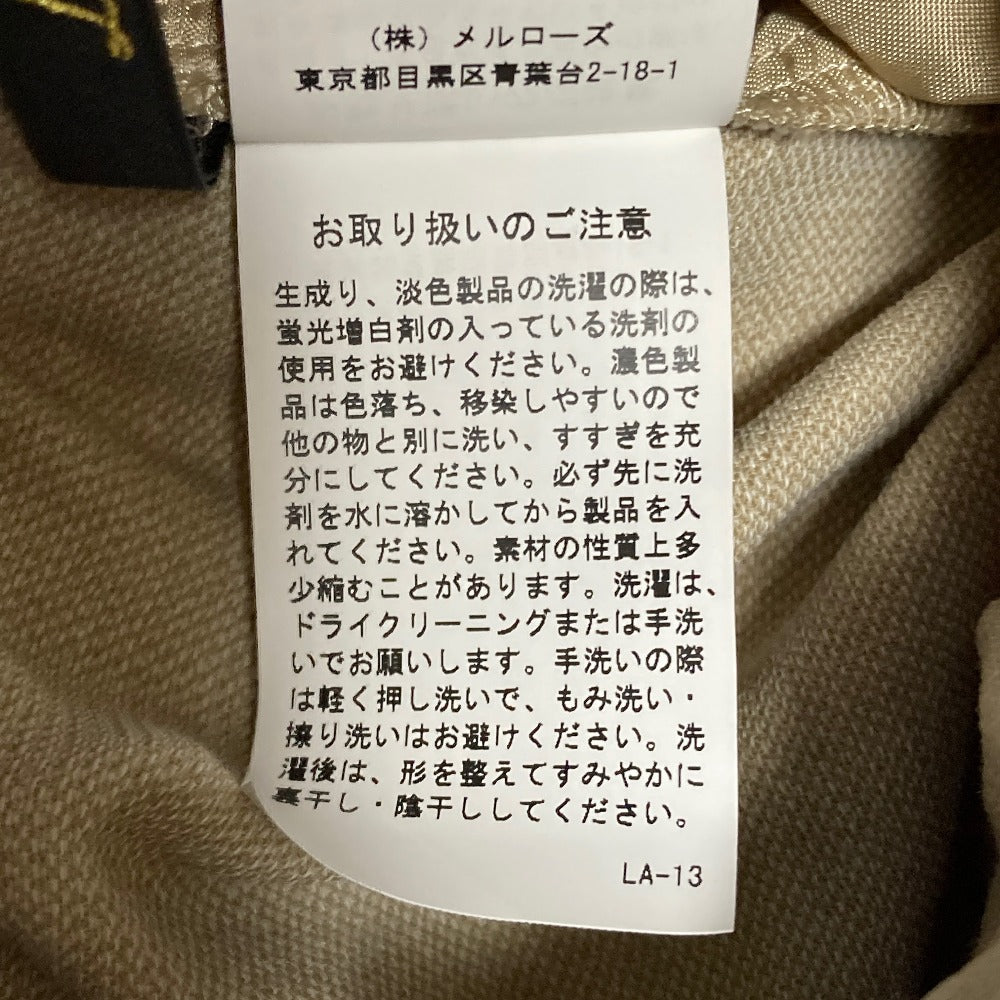 （株）メルローズ
東京都目黒区青葉台2-18-1
お取り扱いのご注意
生成り、淡色製品の洗濯の際は、
蛍光増白剤の入っている洗剤の
使用をお避けください。濃色製
品は色落ち、移染しやすいので
他の物と別に洗い、すすぎを充
分にしてください。必ず先に洗
剤を水に溶かしてから製品を入
れてください。素材の性質上多
少縮むことがあります。洗濯は、
ドライクリーニングまたは手洗
いでお願いします。手洗いの際
は軽く押し洗いで、もみ洗い・
擦り洗いはお避けください。洗
濯後は、形を整えてすみやかに
裏干し・陰干ししてください。
LA-13